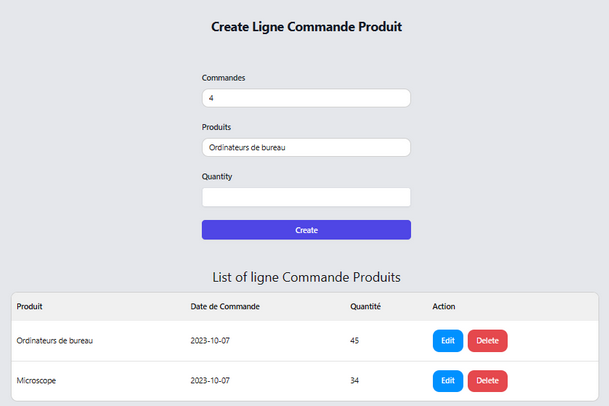 Create Ligne Commande Produit
Commandes
4
Produits
Ordinateurs de bureau
Quantity
Create
List of ligne Commande Produits
Produit Date de Commande Quantité Action
Ordinateurs de bureau 2023-10-07 45 Edit Delete
Microscope 2023-10-07 34 Edit Delete